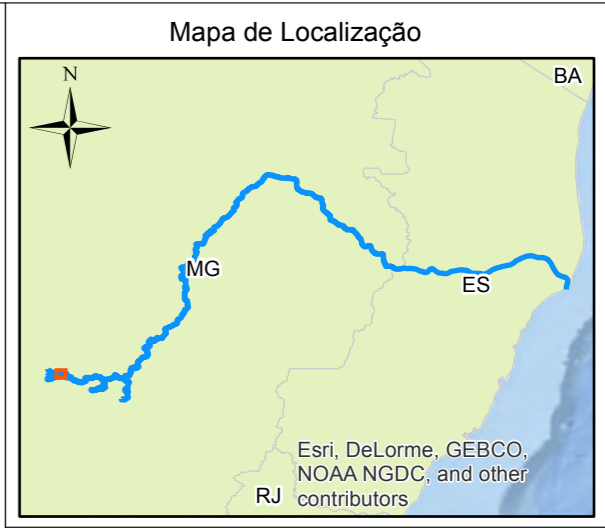 Mapa de Localização
N
BA
MG
ES
Esri, DeLorme, GEBCO,
NOAA NGDC, and other
RJ contributors